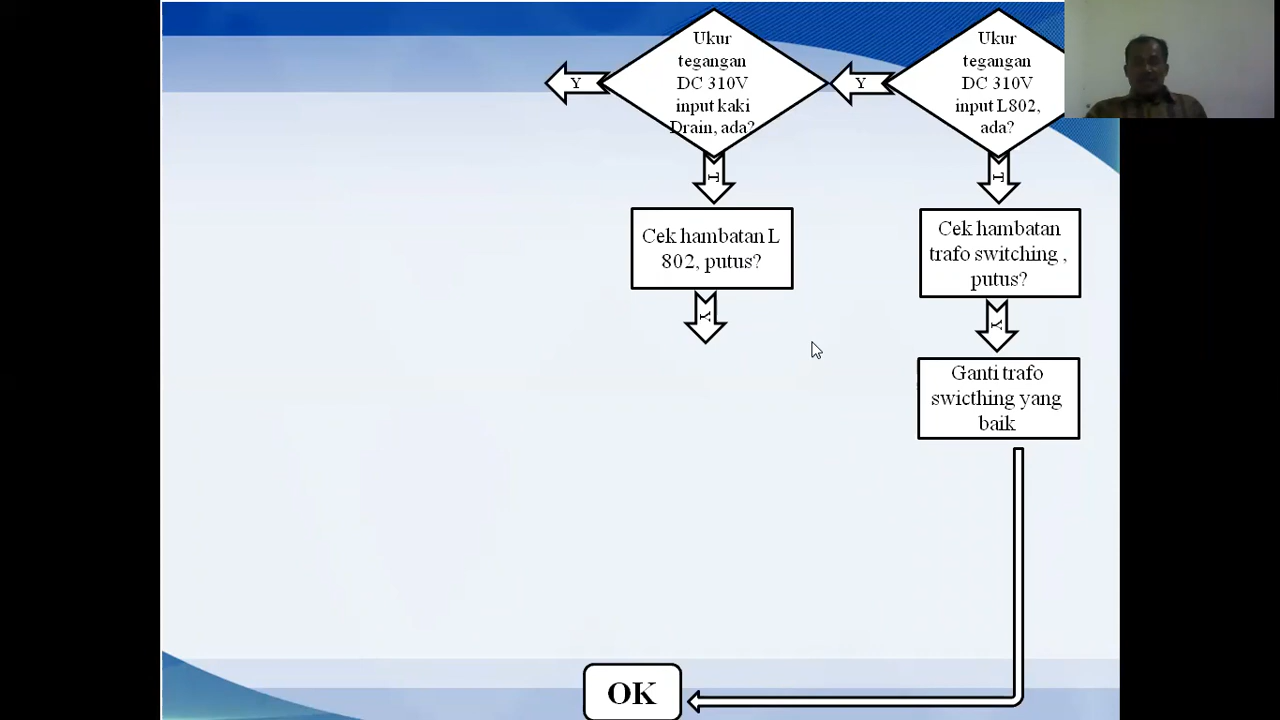 Ukur
tegangan
DC 310V
input kaki
Drain, ada?
Y
T
Cek hambatan L
802, putus?
Y
Ukur
tegangan
DC 310V
input L802,
ada?
Y
T
Cek hambatan
trafo switching ,
putus?
Y
Ganti trafo
swicthing yang
baik
OK